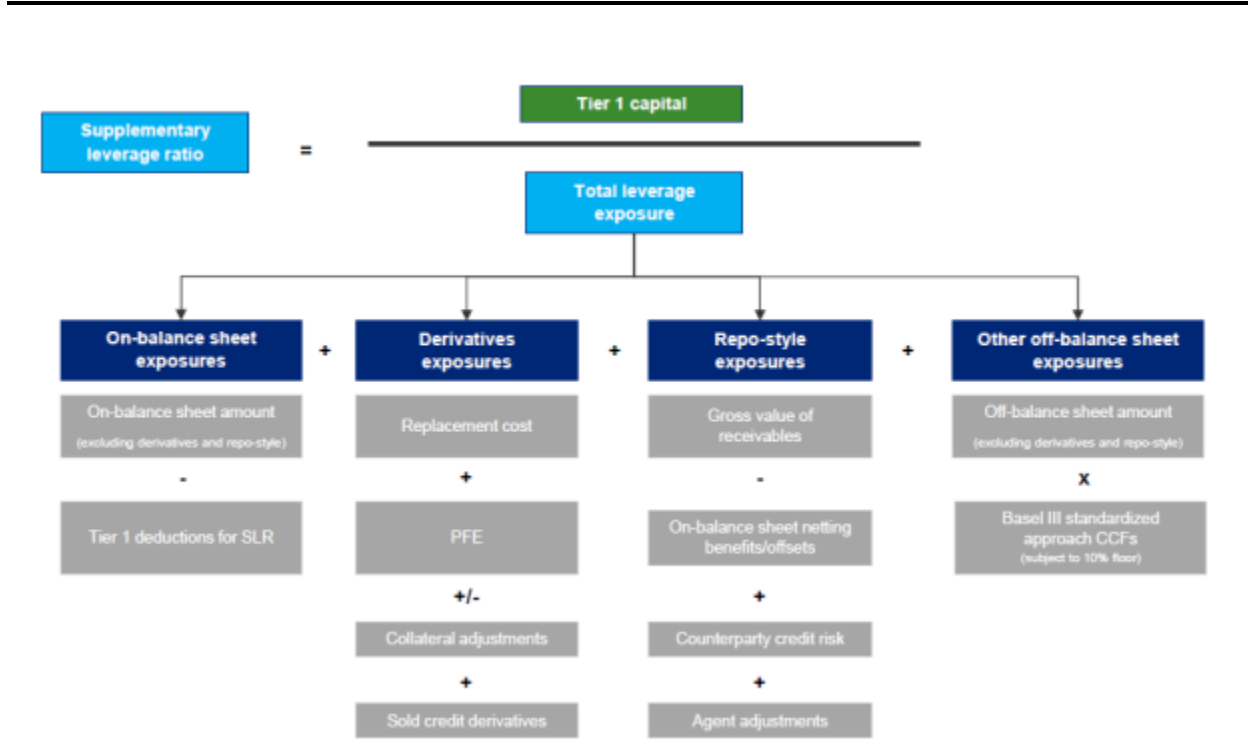 Tier 1 capital
Supplementary
leverage ratio
=
Total leverage
exposure
On-balance sheet
exposures
+
Derivatives
exposures
+
Repo-style
exposures
+
Other off-balance sheet
exposures
On-balance sheet amount
(excluding derivatives and repo-style)
Replacement cost
Gross value of
receivables
Off-balance sheet amount
(excluding derivatives and repo-style)
-
+
-
x
Tier 1 deductions for SLR
PFE
On-balance sheet netting
benefits/offsets
Basel III standardized
approach CCFs
(subject to 10% floor)
+/-
+
Collateral adjustments
Counterparty credit risk
+
+
Sold credit derivatives
Agent adjustments